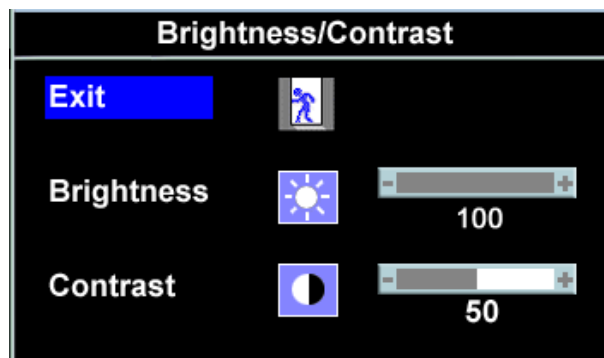 Brightness/Contrast
Exit
Brightness
- +
100
Contrast
- +
50